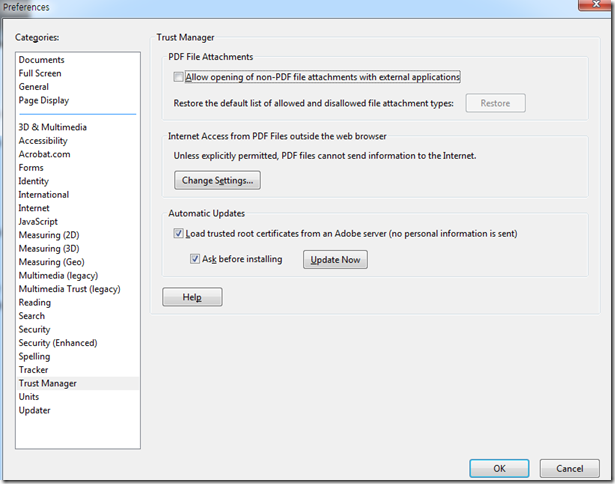 Preferences
Categories:
Documents
Full Screen
General
Page Display
3D & Multimedia
Accessibility
Acrobat.com
Forms
Identity
International
Internet
JavaScript
Measuring (2D)
Measuring (3D)
Measuring (Geo)
Multimedia (legacy)
Multimedia Trust (legacy)
Reading
Search
Security
Security (Enhanced)
Spelling
Tracker
Trust Manager
Units
Updater
Trust Manager
PDF File Attachments
Allow opening of non-PDF file attachments with external applications
Restore the default list of allowed and disallowed file attachment types: Restore
Internet Access from PDF Files outside the web browser
Unless explicitly permitted, PDF files cannot send information to the Internet.
Change Settings...
Automatic Updates
Load trusted root certificates from an Adobe server (no personal information is sent)
Ask before installing Update Now
Help
OK Cancel